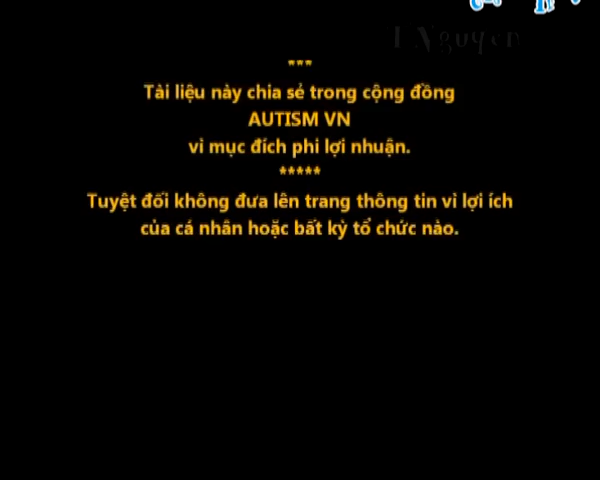 I Nguyen
***
Tài liệu này chia sẻ trong cộng đồng
AUTISM VN
vì mục đích phi lợi nhuận.
*****
Tuyệt đối không đưa lên trang thông tin vì lợi ích
của cá nhân hoặc bất kỳ tổ chức nào.